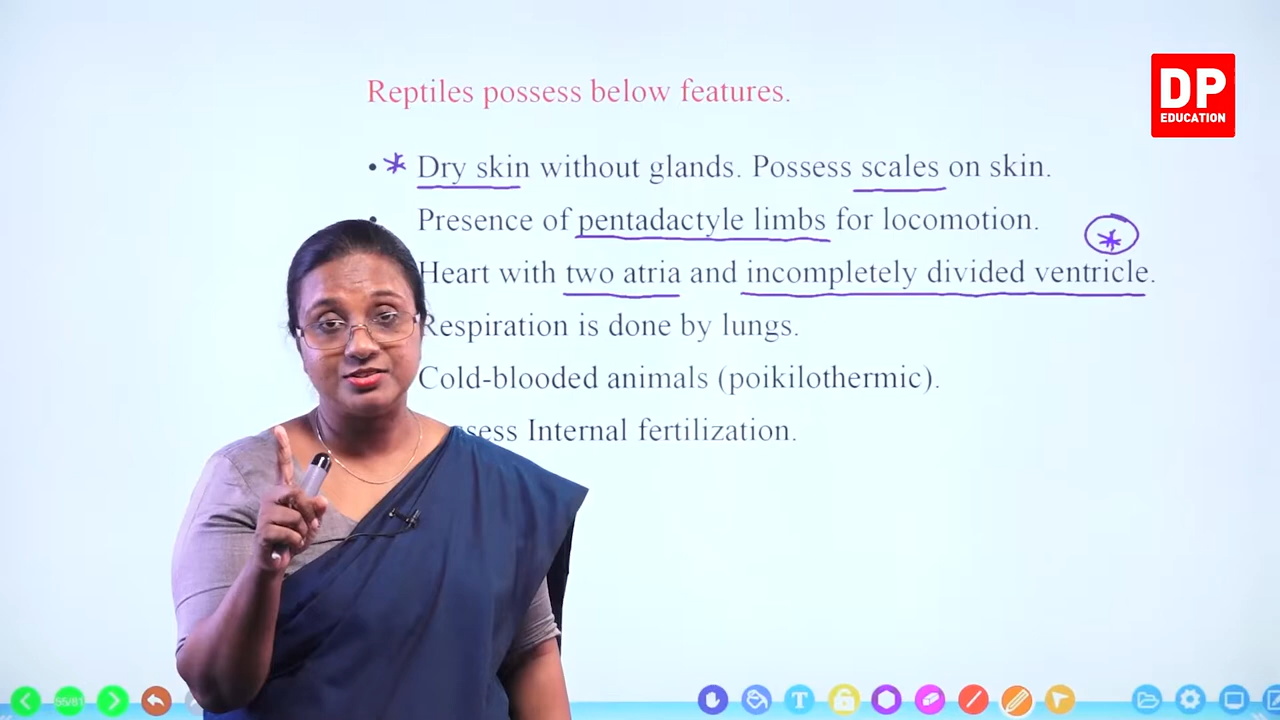 DP
EDUCATION
Reptiles possess below features.
• * Dry skin without glands. Possess scales on skin.
• Presence of pentadactyle limbs for locomotion.
*
Heart with two atria and incompletely divided ventricle.
Respiration is done by lungs.
Cold-blooded animals (poikilothermic).
Internal fertilization.
55/81
T